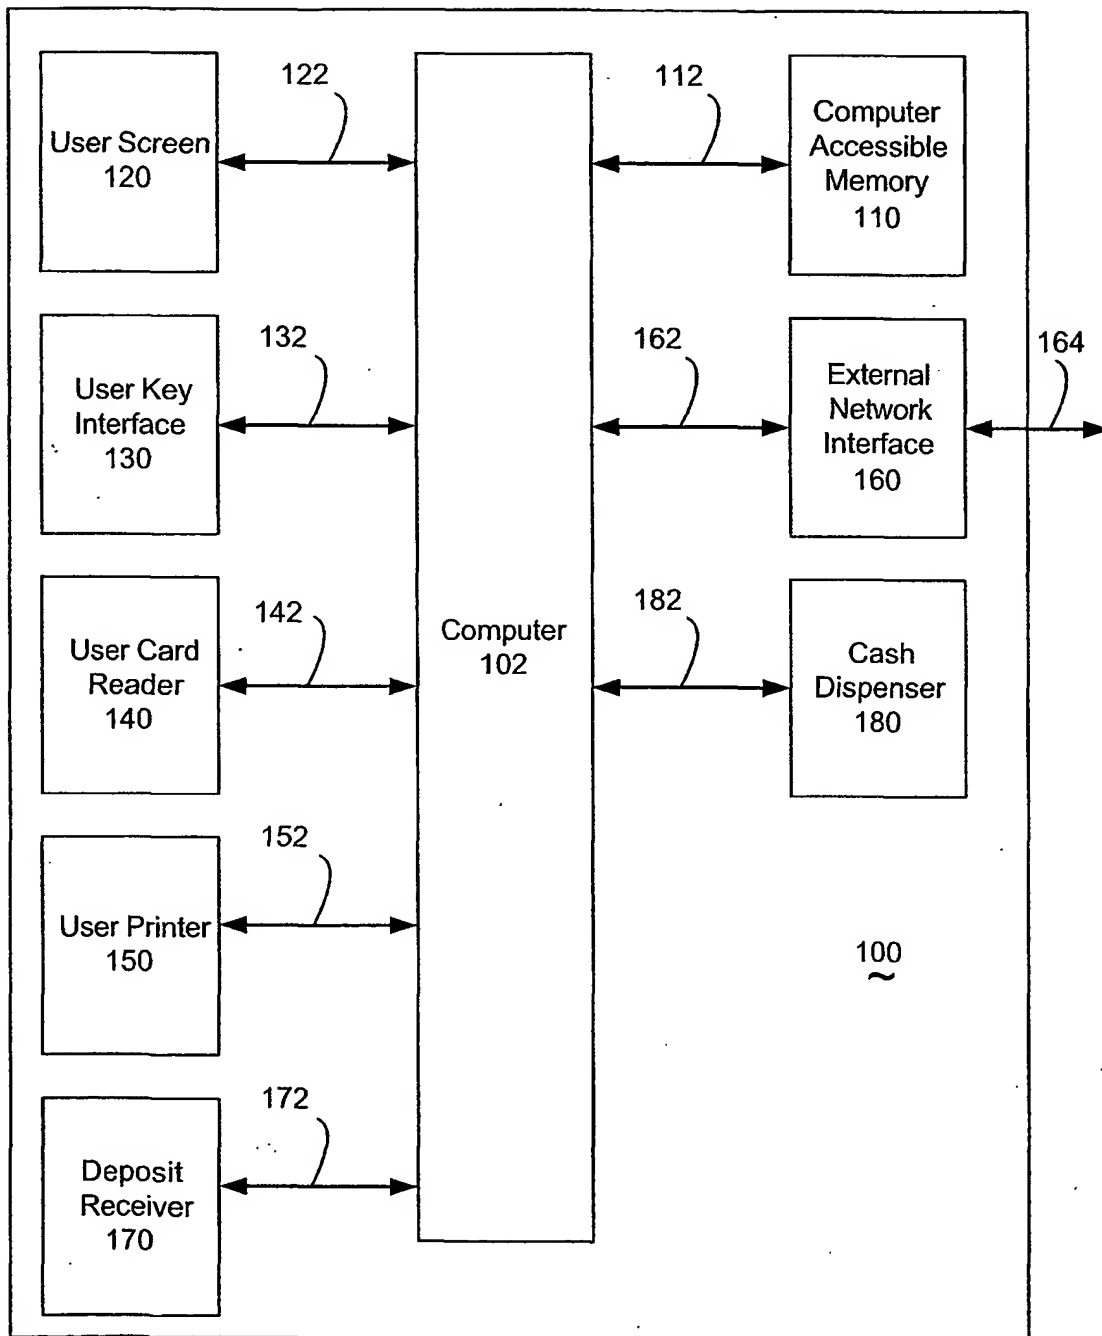 122
112
User Screen
120
Computer
Accessible
Memory
110
132
162
164
User Key
Interface
130
External
Network
Interface
160
142
182
User Card
Reader
140
Computer
102
Cash
Dispenser
180
152
User Printer
150
100
~
172
Deposit
Receiver
170